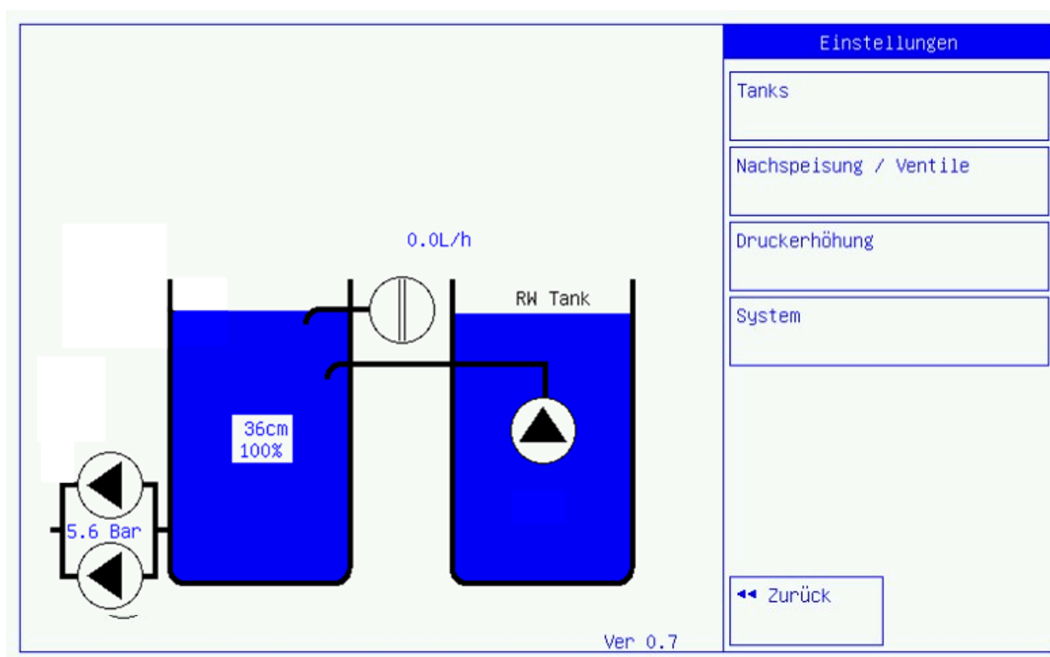 Einstellungen
Tanks
Nachspeisung / Ventile
Druckerhöhung
System
◄◄ Zurück
0.0L/h
RW Tank
36cm
100%
5.6 Bar
Ver 0.7